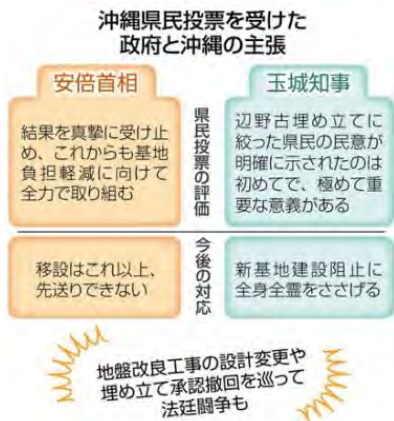 沖縄県民投票を受けた
政府と沖縄の主張
安倍首相
玉城知事
県民投票の評価
結果を真摯に受け止
め、これからも基地
負担軽減に向けて
全力で取り組む
辺野古埋め立てに
絞った県民の民意が
明確に示されたのは
初めてで、極めて重
要な意義がある
今後の対応
移設はこれ以上、
先送りできない
新基地建設阻止に
全身全霊をささげる
地盤改良工事の設計変更や
埋め立て承認撤回を巡って
法廷闘争も